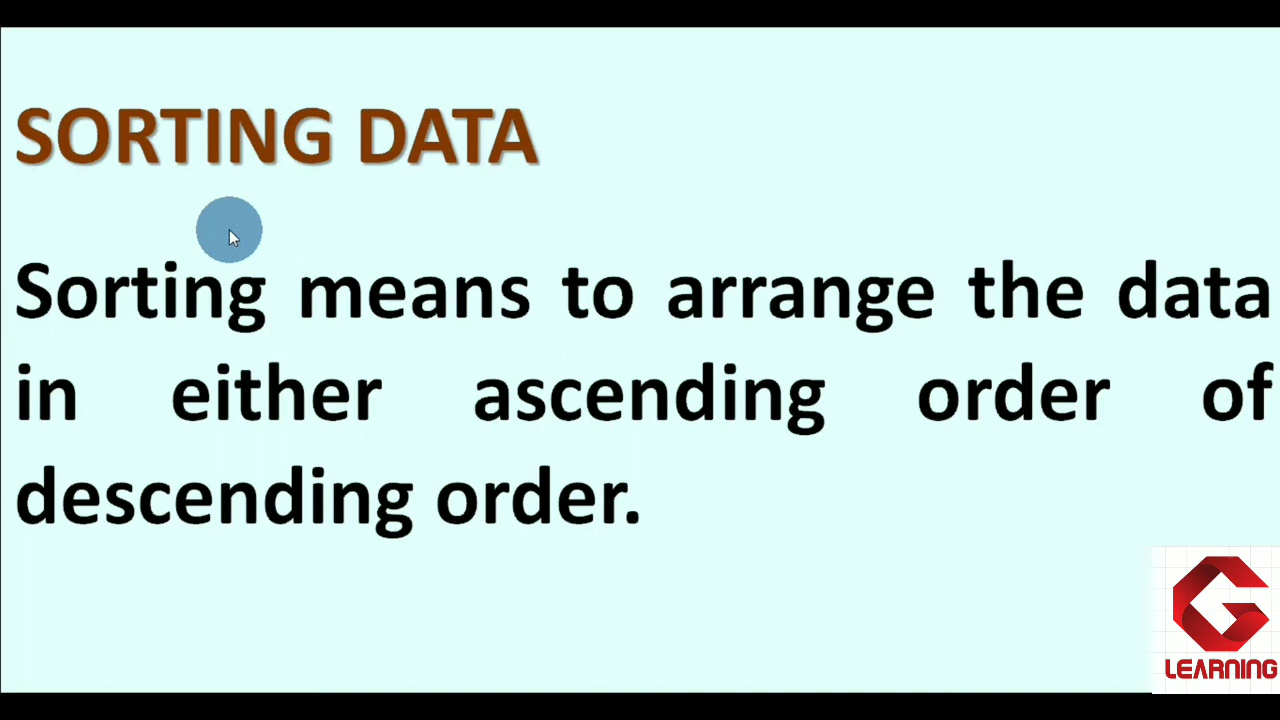 SORTING DATA
Sorting means to arrange the data
in either ascending order of
descending order.
LEARNING